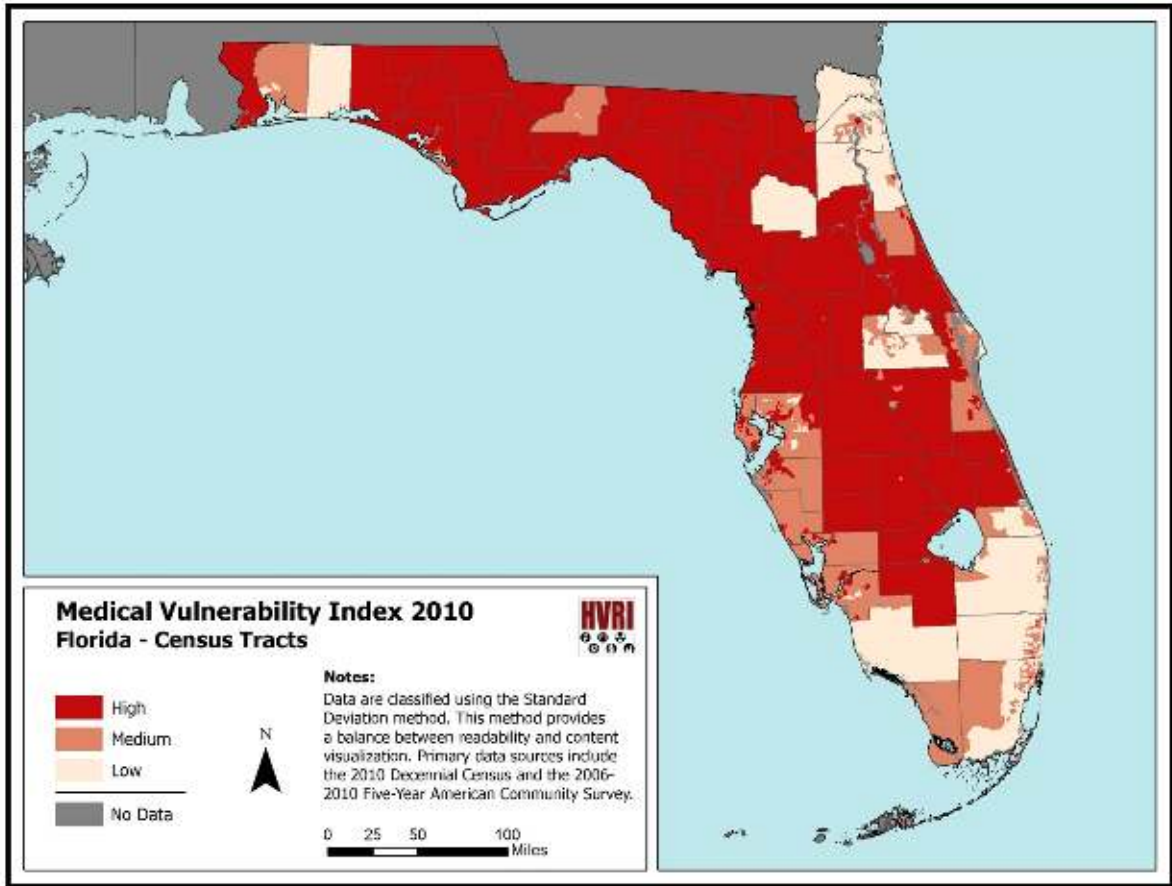 Medical Vulnerability Index 2010
Florida - Census Tracts
HVRI
High
Medium
Low
No Data
N
Notes:
Data are classified using the Standard
Deviation method. This method provides
a balance between readability and content
visualization. Primary data sources include
the 2010 Decennial Census and the 2006-
2010 Five-Year American Community Survey.
0 25 50 100
Miles